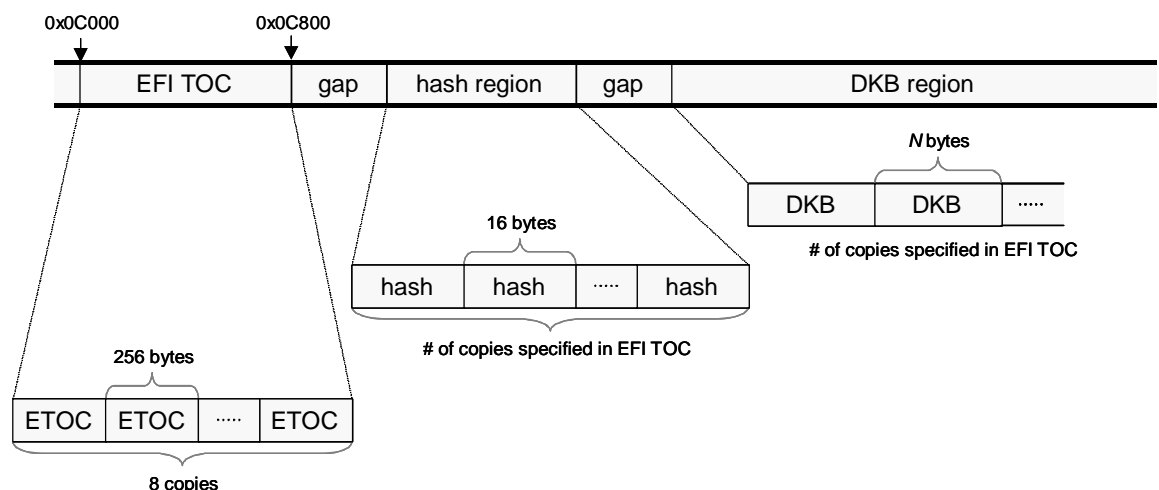 0x0C000 0x0C800
EFI TOC gap hash region gap DKB region
N bytes
DKB DKB .....
# of copies specified in EFI TOC
16 bytes
hash hash ..... hash
# of copies specified in EFI TOC
256 bytes
ETOC ETOC ..... ETOC
8 copies